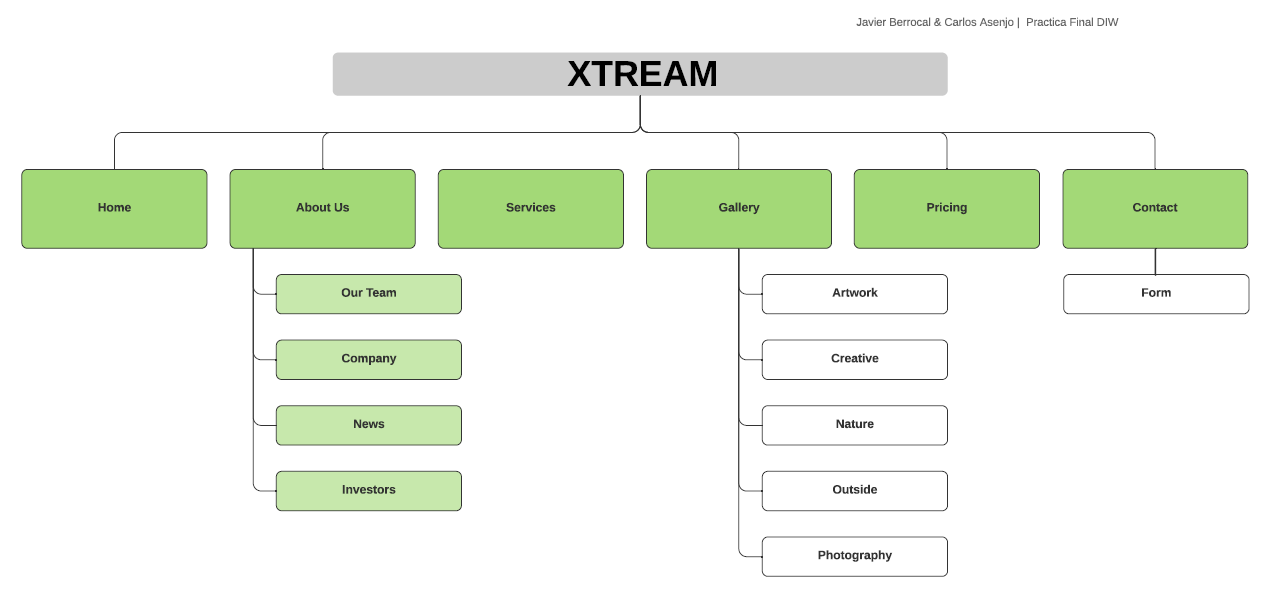 Javier Berrocal & Carlos Asenjo |  Practica Final DIW
XTREAM
Home
About Us
Services
Gallery
Pricing
Contact
Our Team
Company
News
Investors
Artwork
Creative
Nature
Outside
Photography
Form